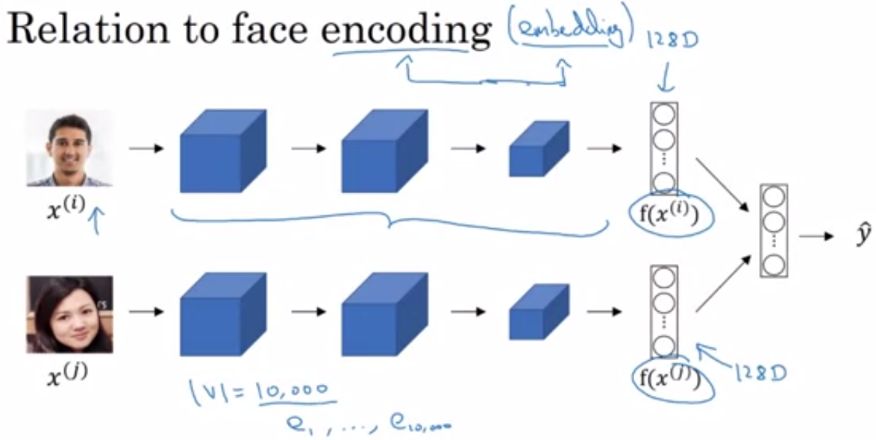 Relation to face encoding (embedding) 128D
x^(i)
f(x^(i))
ŷ
x^(j)
f(x^(j)) 128D
|V| = 10,000
e₁, ..., e₁₀,₀₀₀